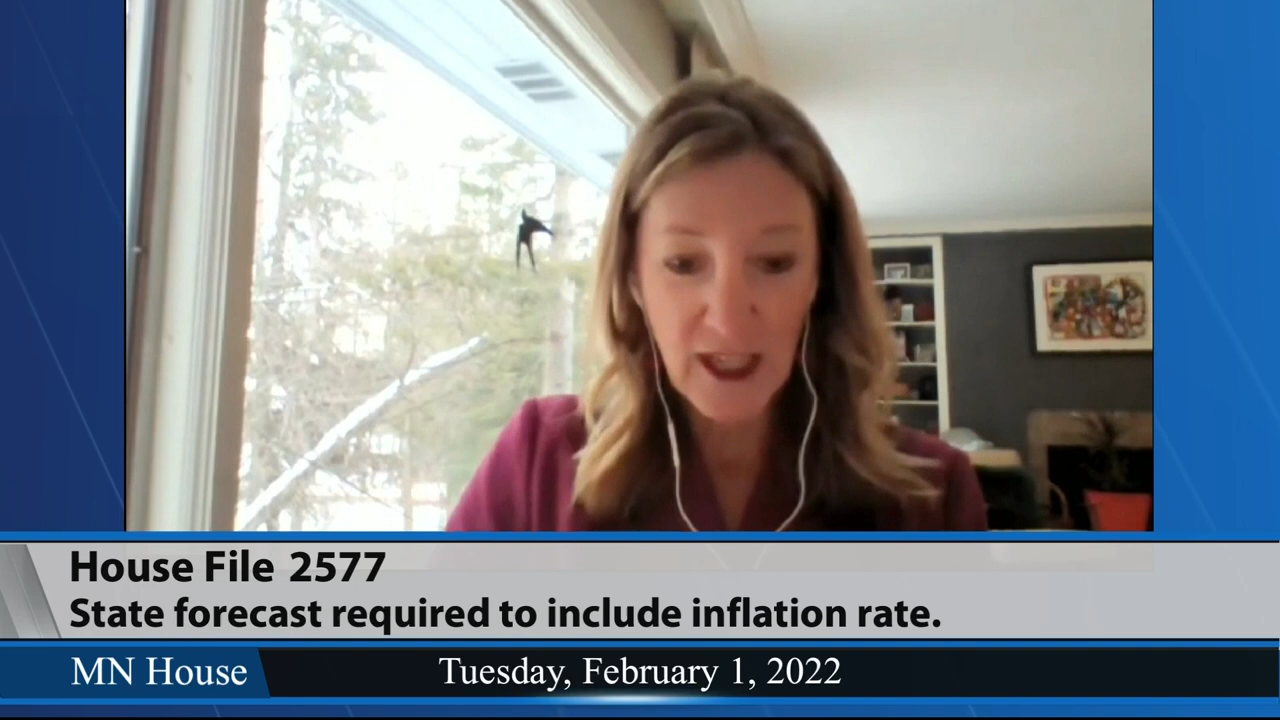 House File 2577
State forecast required to include inflation rate.
MN House
Tuesday, February 1, 2022